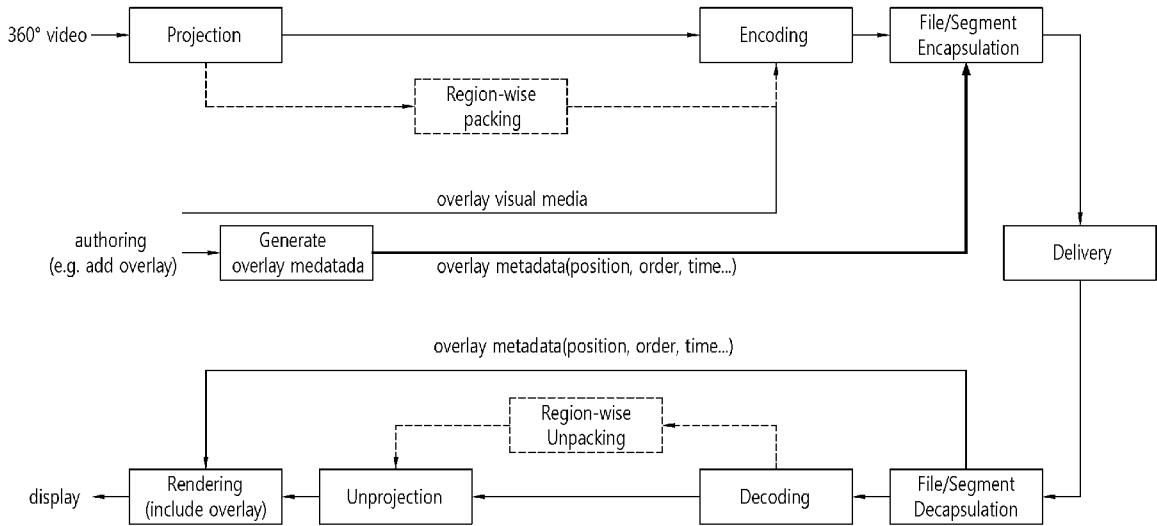 360° video
Projection
Encoding
File/Segment
Encapsulation
Region-wise
packing
overlay visual media
authoring
(e.g. add overlay)
Generate
overlay medatada
overlay metadata(position, order, time...)
Delivery
overlay metadata(position, order, time...)
Region-wise
Unpacking
display
Rendering
(include overlay)
Unprojection
Decoding
File/Segment
Decapsulation